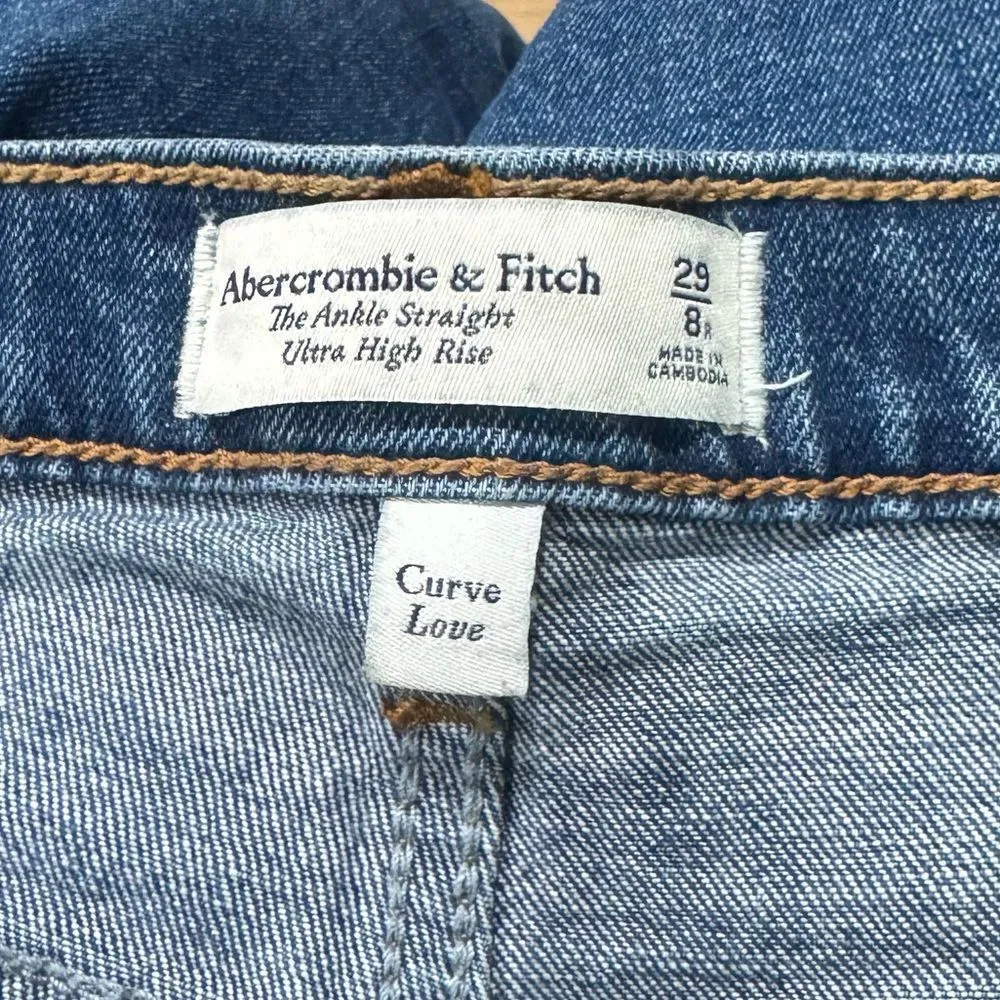 Abercrombie & Fitch
The Ankle Straight
Ultra High Rise
29
8R
MADE IN
CAMBODIA
Curve
Love